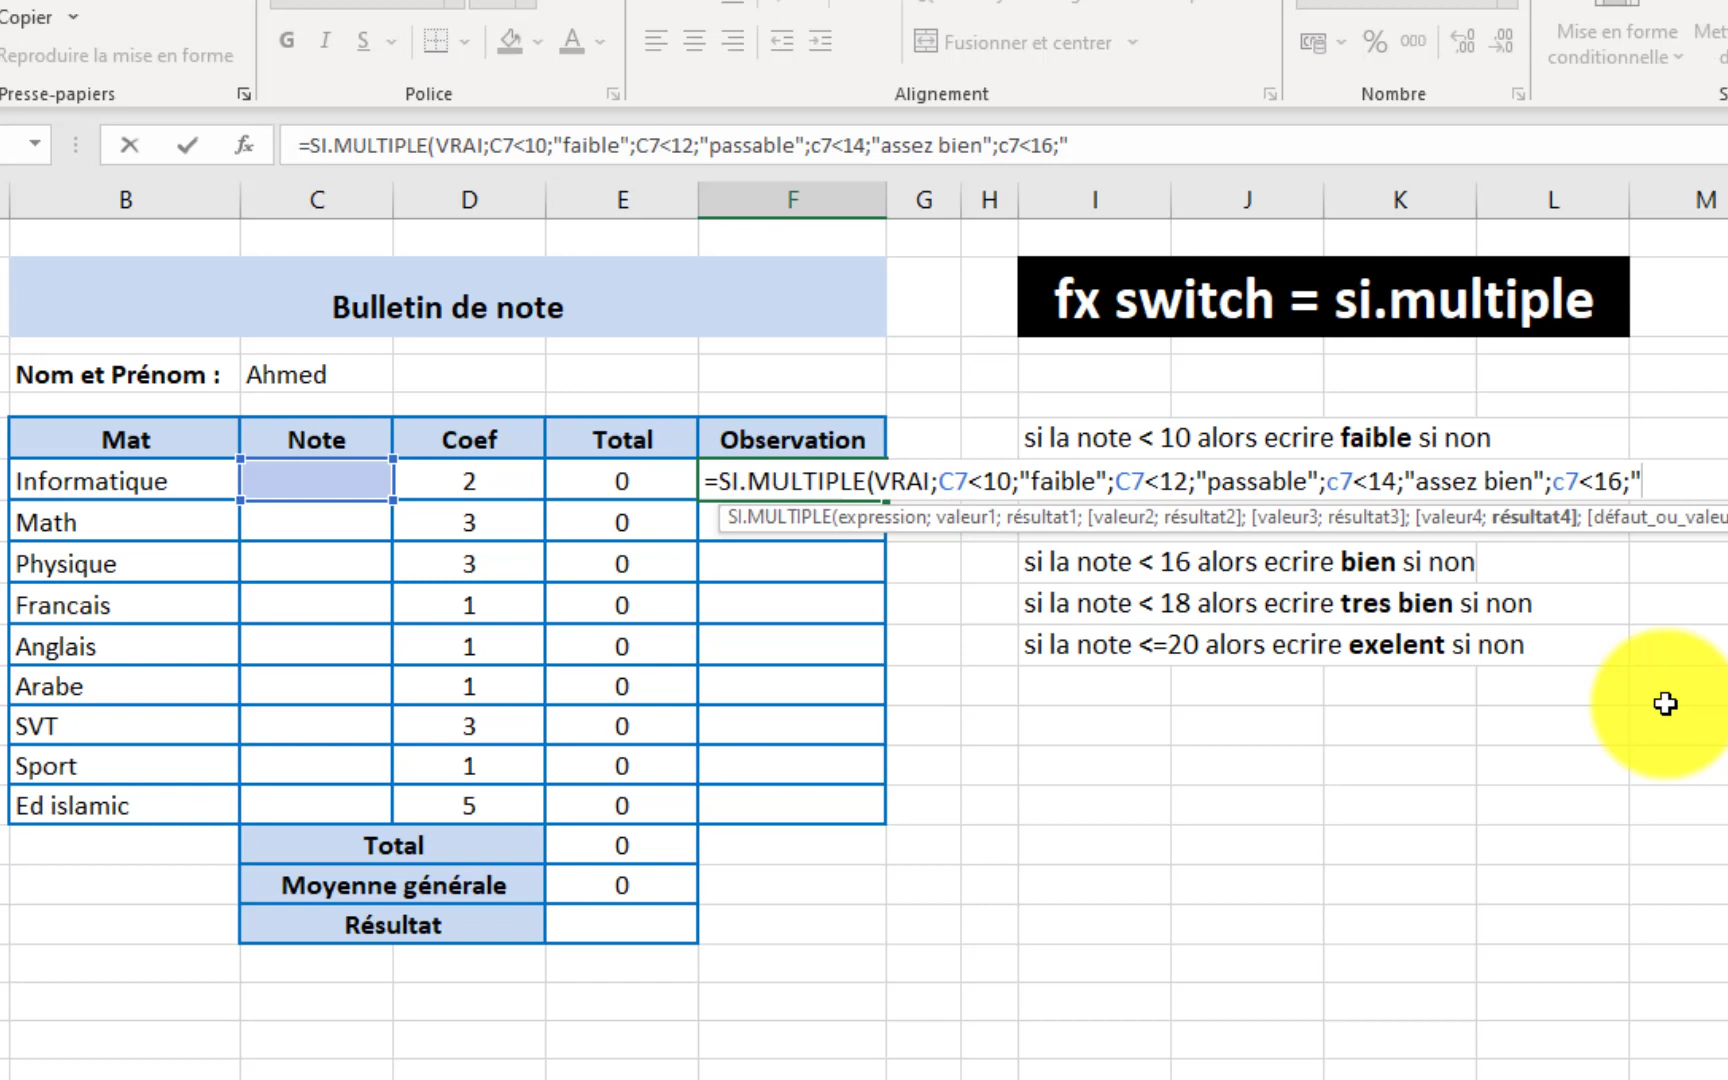 Copier
Reproduire la mise en forme
Presse-papiers
G I S A
Police
Fusionner et centrer
Alignement
% 000
Nombre
Mise en forme
conditionnelle
=SI.MULTIPLE(VRAI;C7<10;"faible";C7<12;"passable";c7<14;"assez bien";c7<16;"
B C D E F G H I J K L M
Bulletin de note
fx switch = si.multiple
Nom et Prénom : Ahmed
Mat Note Coef Total Observation
si la note < 10 alors ecrire faible si non
Informatique 2 0 =SI.MULTIPLE(VRAI;C7<10;"faible";C7<12;"passable";c7<14;"assez bien";c7<16;"
SI.MULTIPLE(expression; valeur1; résultat1; [valeur2; résultat2]; [valeur3; résultat3]; [valeur4; résultat4]; [défaut_ou_valeu
Math 3 0
Physique 3 0
si la note < 16 alors ecrire bien si non
Francais 1 0
si la note < 18 alors ecrire tres bien si non
Anglais 1 0
si la note <=20 alors ecrire exelent si non
Arabe 1 0
SVT 3 0
Sport 1 0
Ed islamic 5 0
Total 0
Moyenne générale 0
Résultat